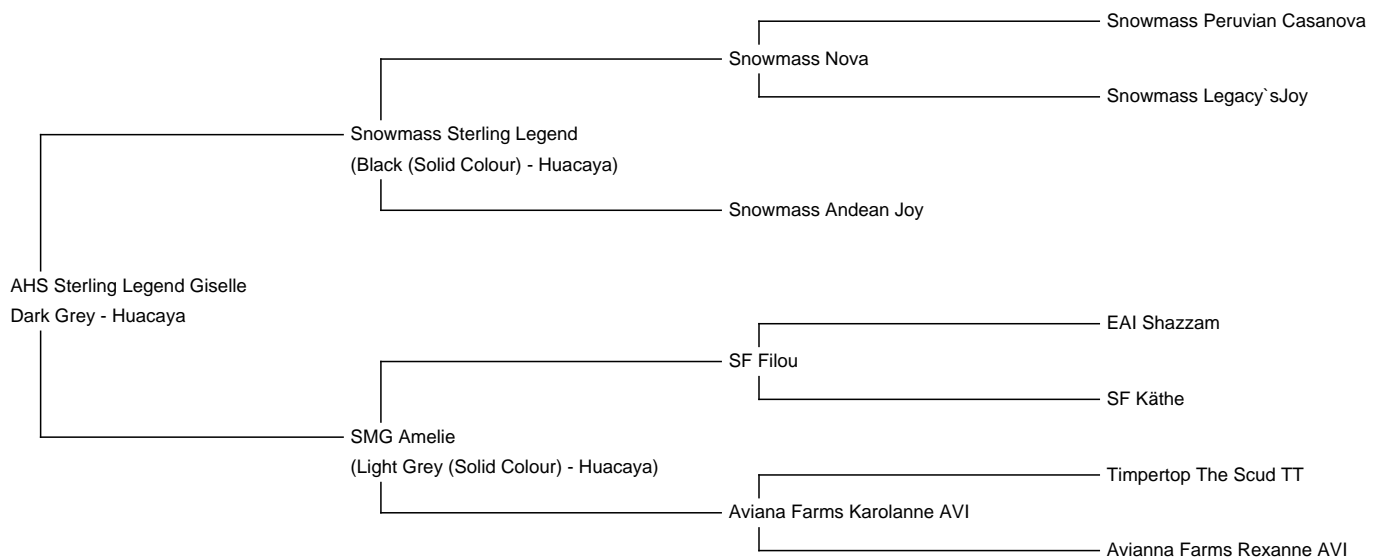 Snowmass Peruvian Casanova
Snowmass Nova
Snowmass Legacy`sJoy
Snowmass Sterling Legend
(Black (Solid Colour) - Huacaya)
Snowmass Andean Joy
AHS Sterling Legend Giselle
Dark Grey - Huacaya
EAI Shazzam
SF Filou
SF Käthe
SMG Amelie
(Light Grey (Solid Colour) - Huacaya)
Timpertop The Scud TT
Aviana Farms Karolanne AVI
Avianna Farms Rexanne AVI